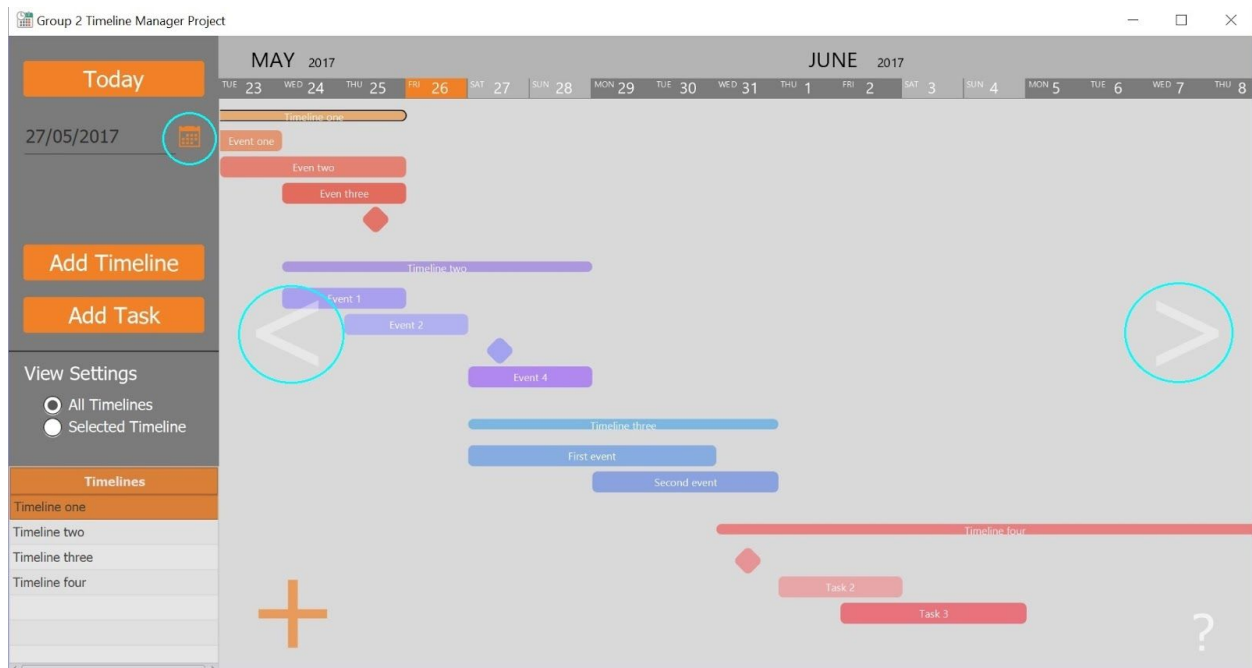 Group 2 Timeline Manager Project
MAY 2017 JUNE 2017
TUE 23 WED 24 THU 25 FRI 26 SAT 27 SUN 28 MON 29 TUE 30 WED 31 THU 1 FRI 2 SAT 3 SUN 4 MON 5 TUE 6 WED 7 THU 8
Today
27/05/2017
Add Timeline
Add Task
View Settings
All Timelines
Selected Timeline
Timelines
Timeline one
Timeline two
Timeline three
Timeline four
Timeline one
Event one
Even two
Even three
Timeline two
Event 1
Event 2
Event 4
Timeline three
First event
Second event
Timeline four
Task 2
Task 3
<
>
+
?